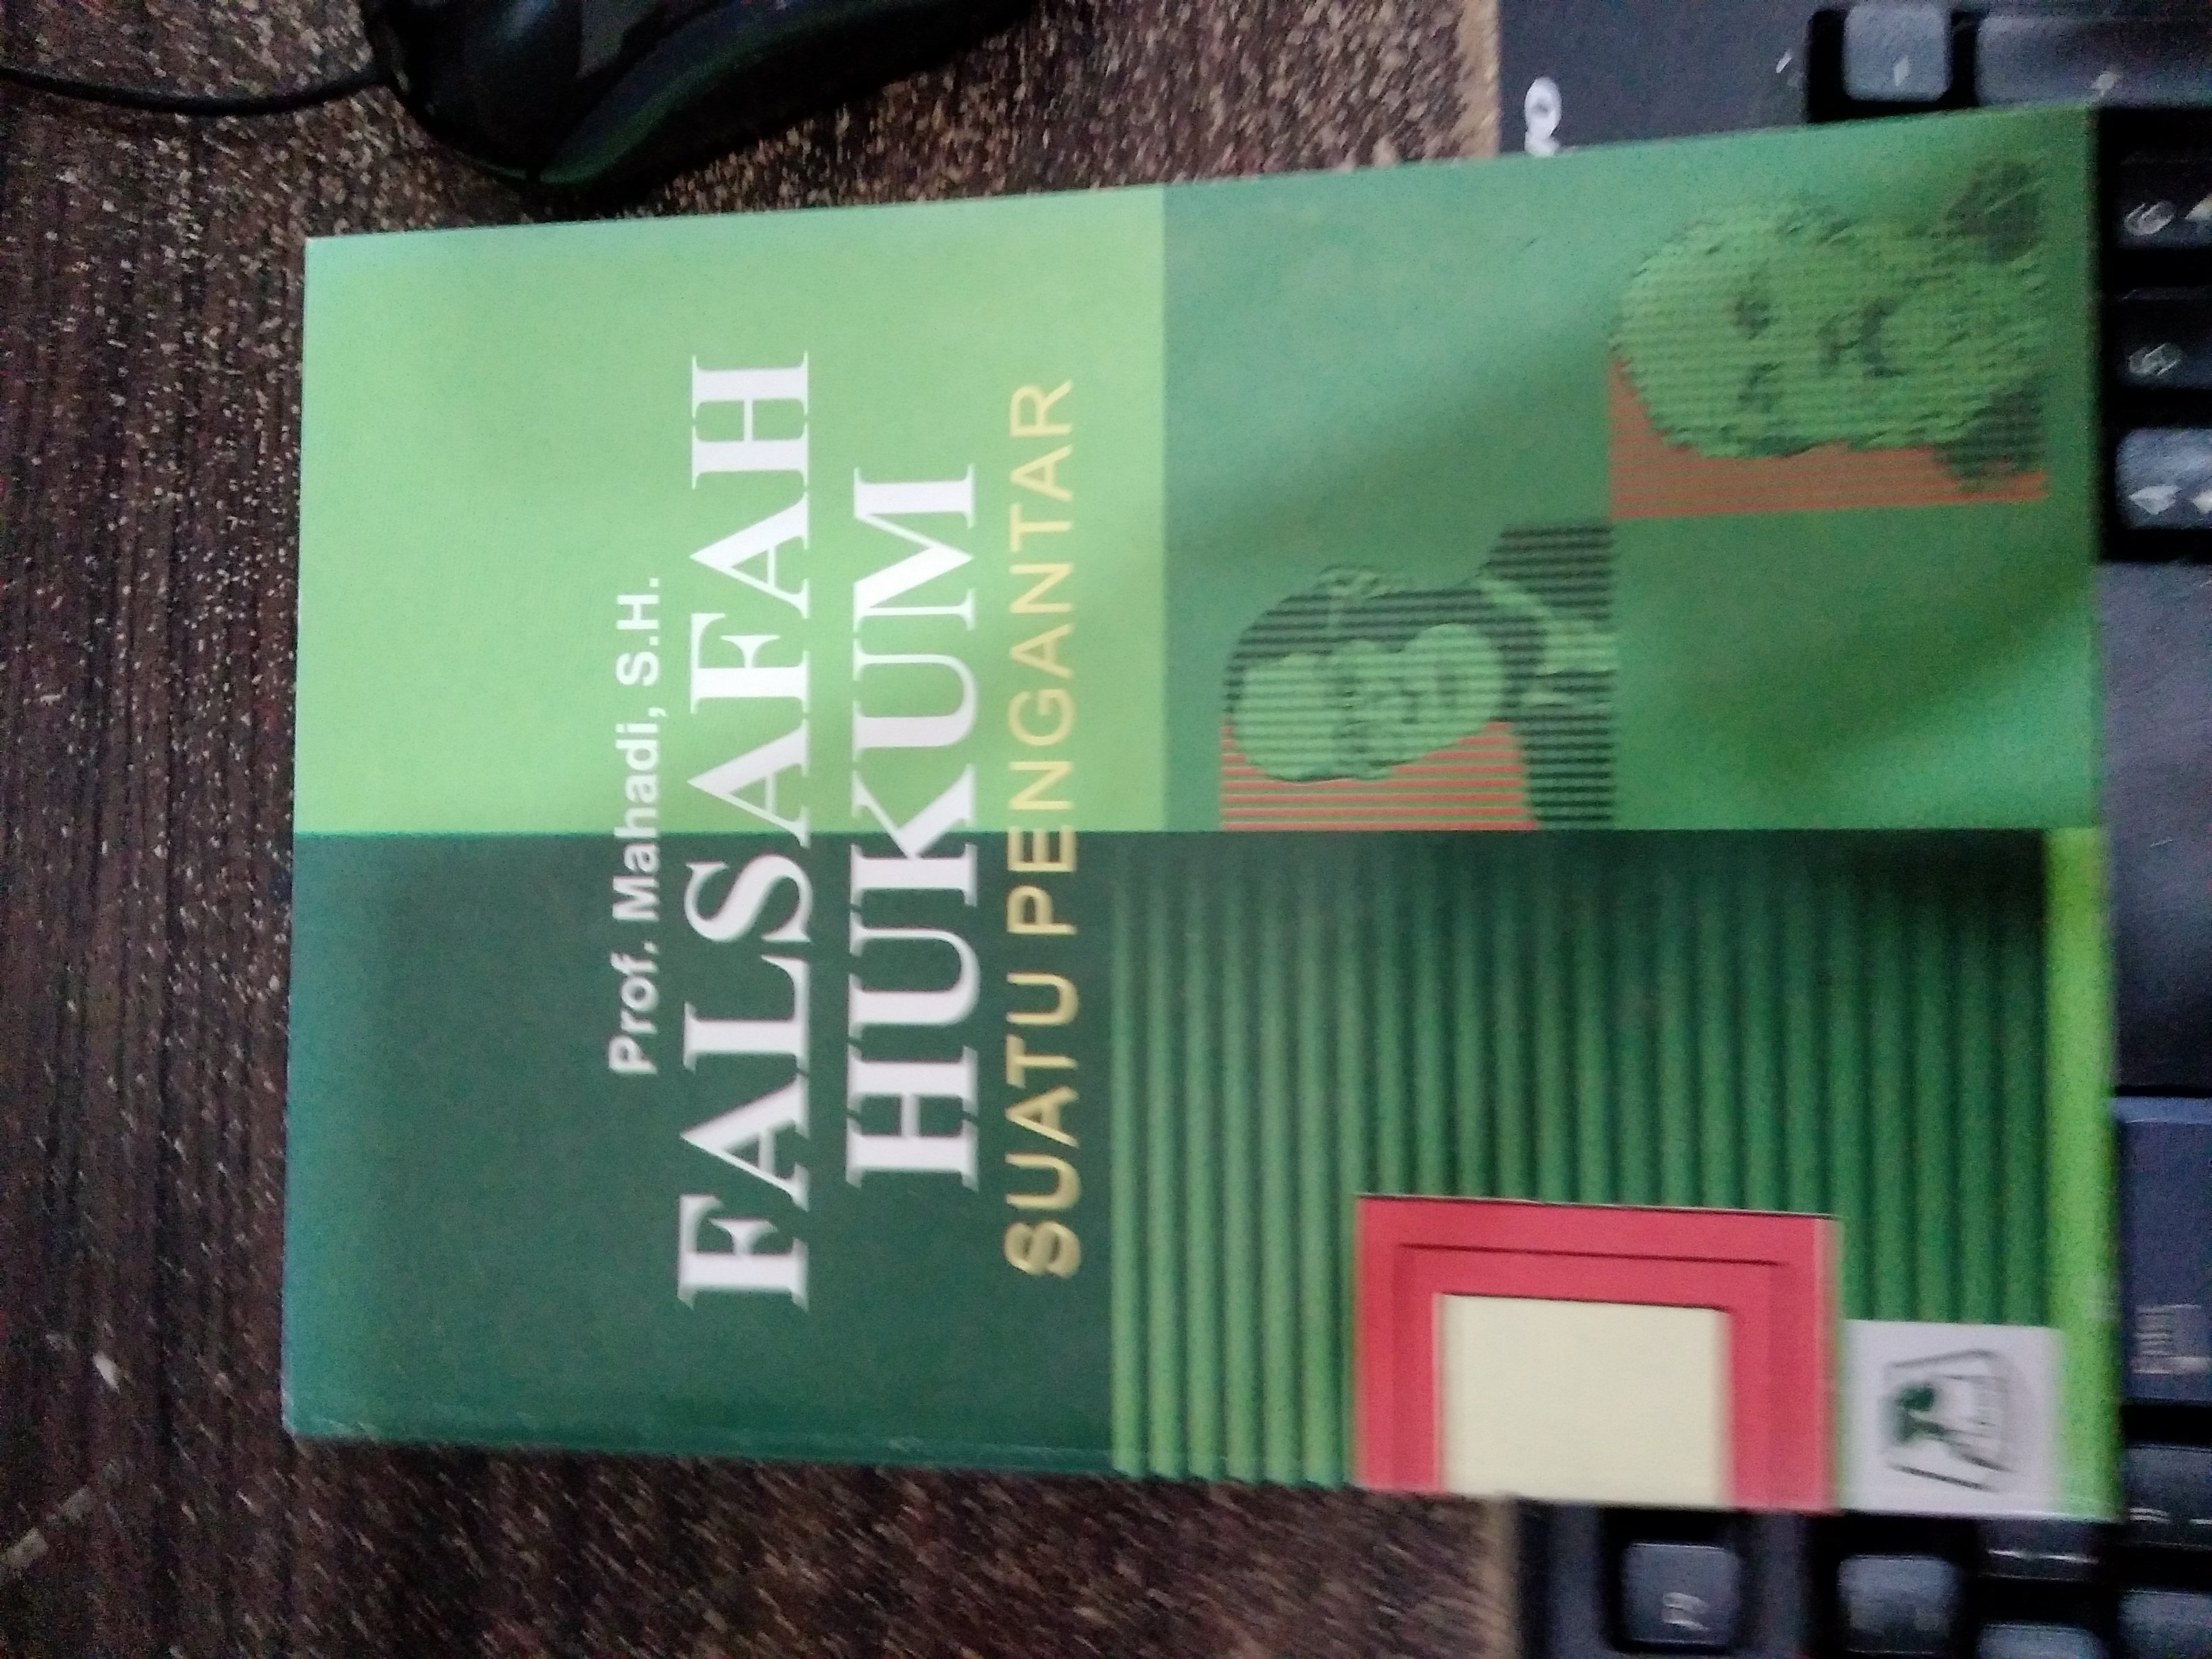 Prof. Mahadi, S.H.
FALSAFAH
HUKUM
SUATU PENGANTAR